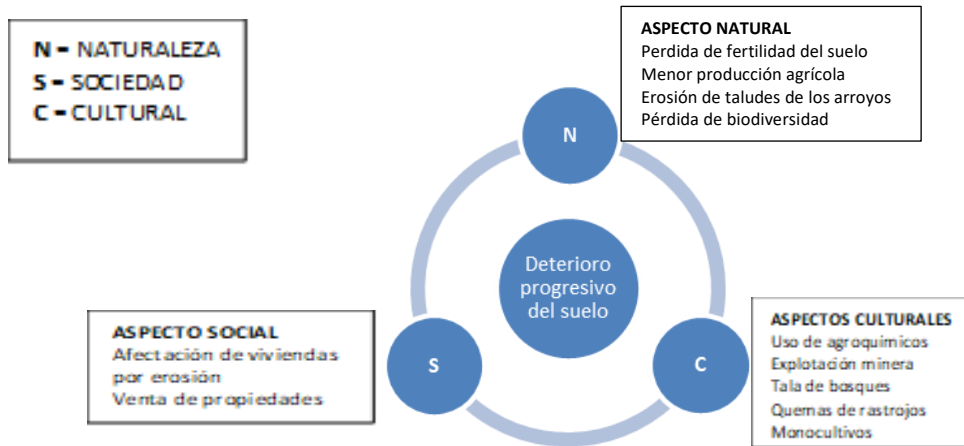 N – NATURALEZA
S – SOCIEDAD
C – CULTURAL
ASPECTO NATURAL
Perdida de fertilidad del suelo
Menor producción agrícola
Erosión de taludes de los arroyos
Pérdida de biodiversidad
N
Deterioro
progresivo
del suelo
ASPECTO SOCIAL
Afectación de viviendas
por erosión
Venta de propiedades
S
C
ASPECTOS CULTURALES
Uso de agroquimicos
Explotación minera
Tala de bosques
Quemas de rastrojos
Monocultivos